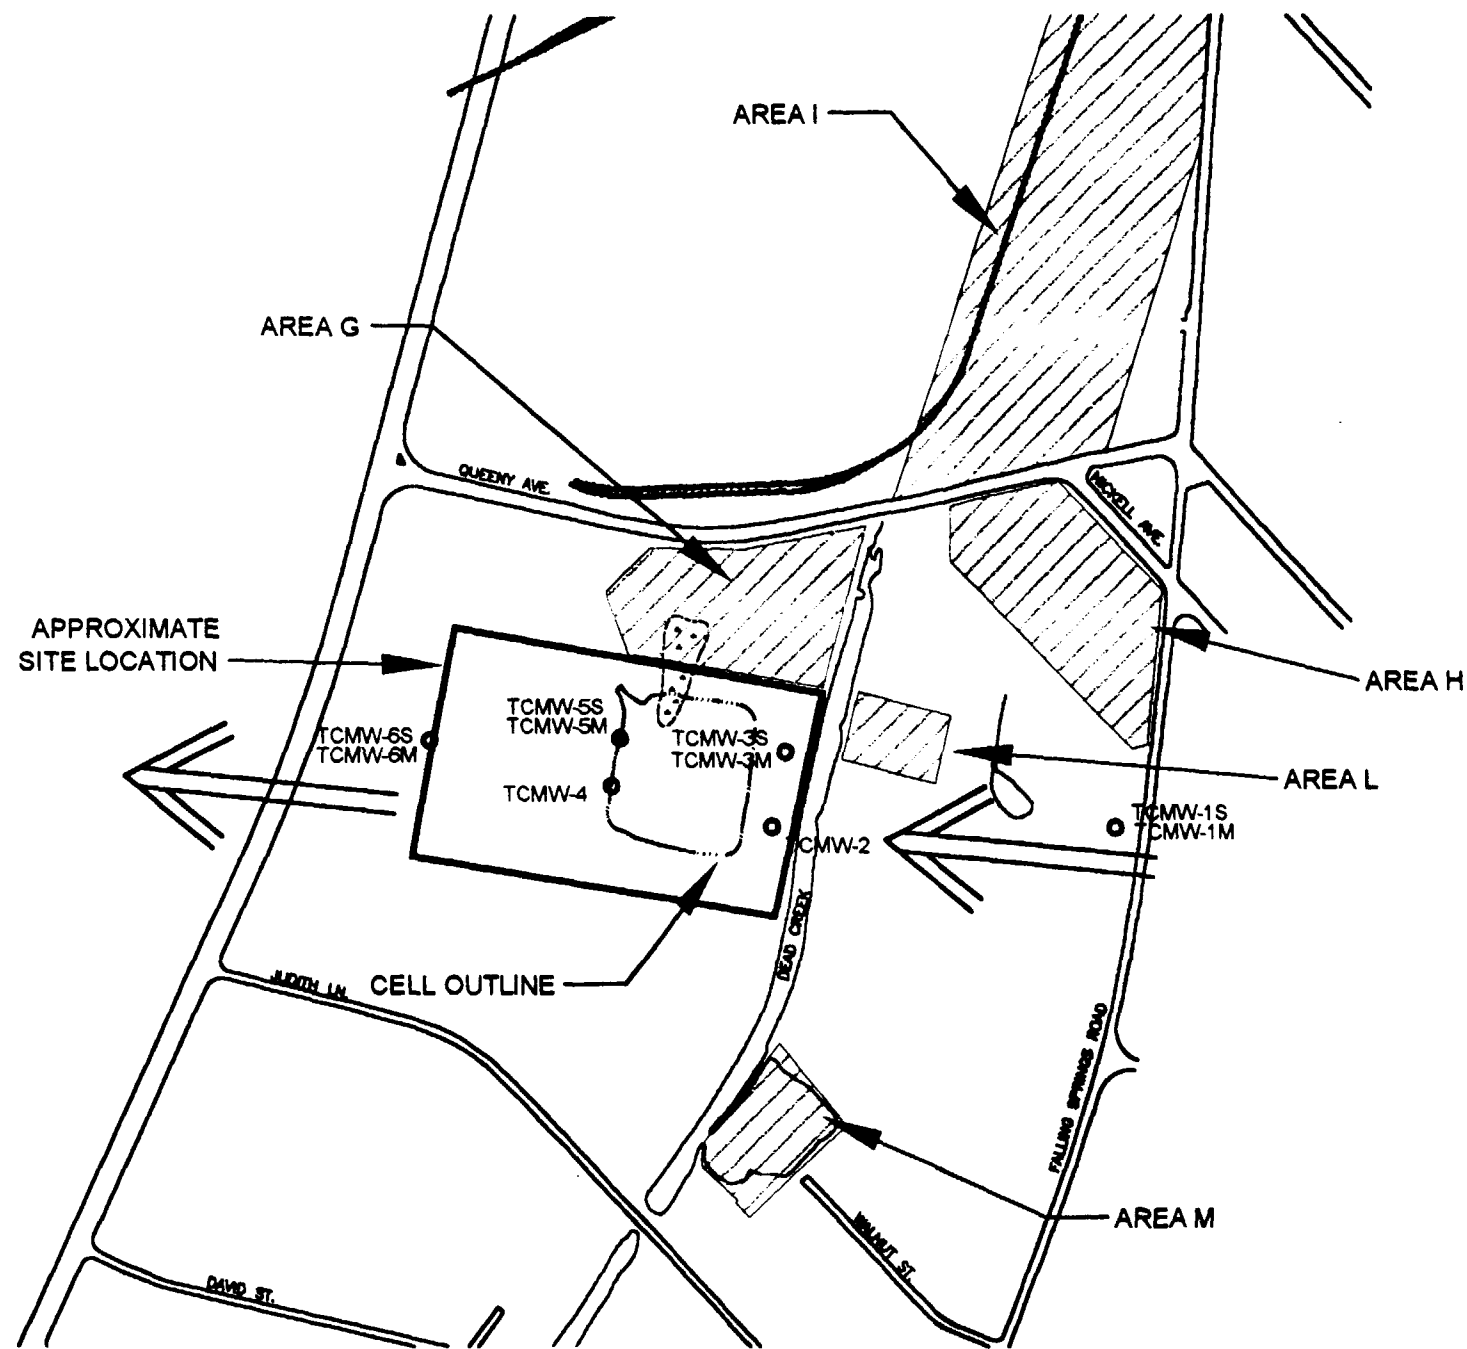 AREA I
AREA G
QUEENY AVE.
NICKELL AVE.
APPROXIMATE
SITE LOCATION
AREA H
TCMW-5S
TCMW-5M
TCMW-6S
TCMW-6M
TCMW-3S
TCMW-3M
AREA L
TCMW-4
TCMW-1S
TCMW-1M
TCMW-2
DEAD CREEK
JUDITH LN.
CELL OUTLINE
FALLING SPRINGS ROAD
AREA M
WALNUT ST.
DAVID ST.